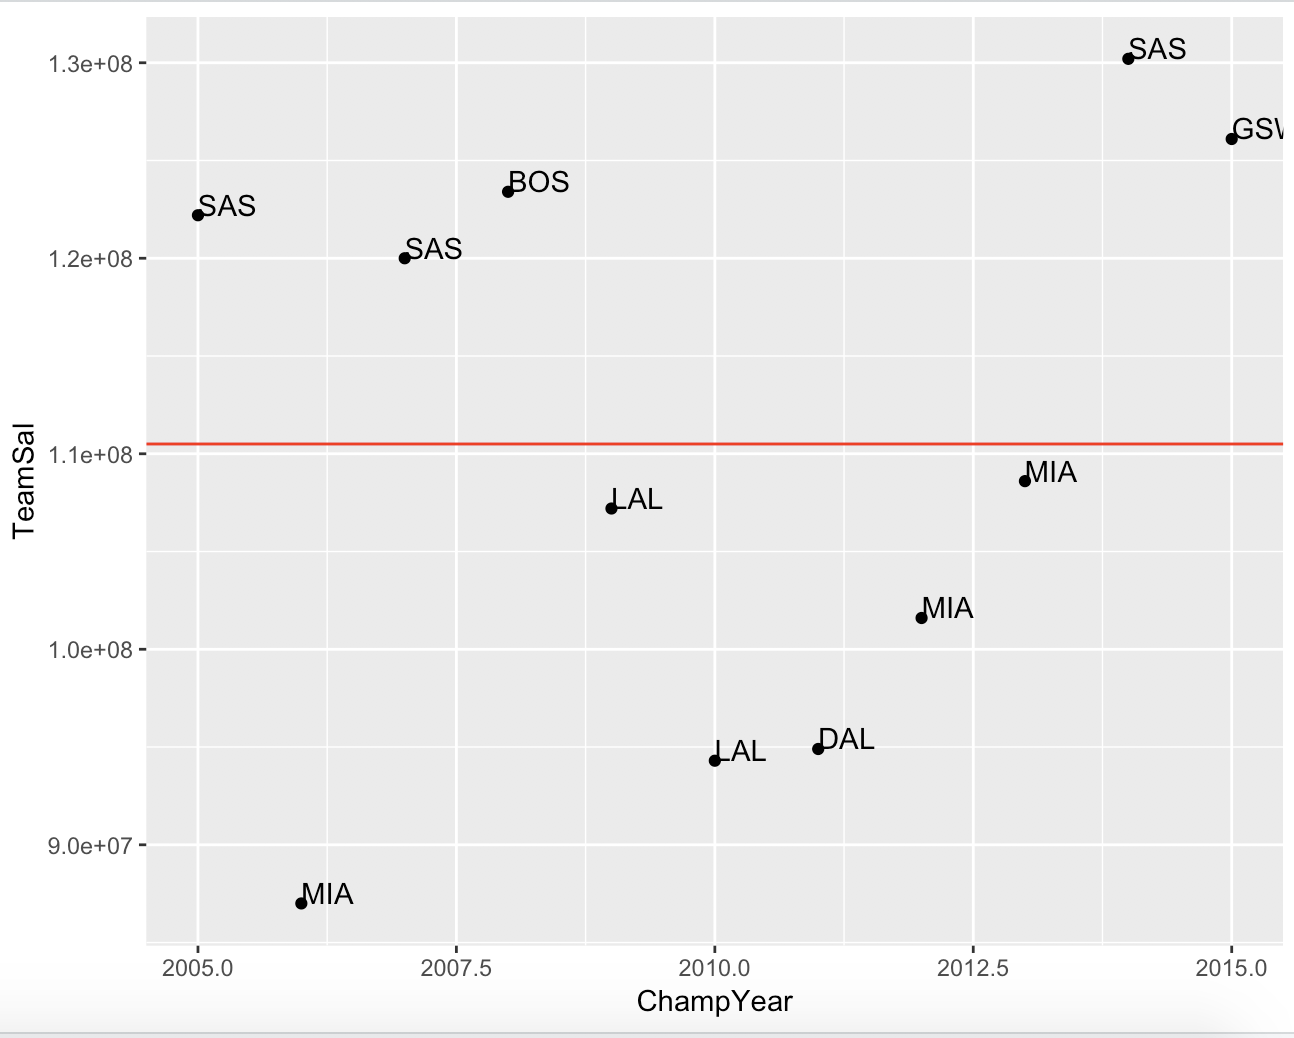 1.3e+08
SAS
GSW
BOS
SAS
1.2e+08
SAS
TeamSal
1.1e+08
MIA
LAL
MIA
1.0e+08
LAL
DAL
9.0e+07
MIA
2005.0 2007.5 2010.0 2012.5 2015.0
ChampYear